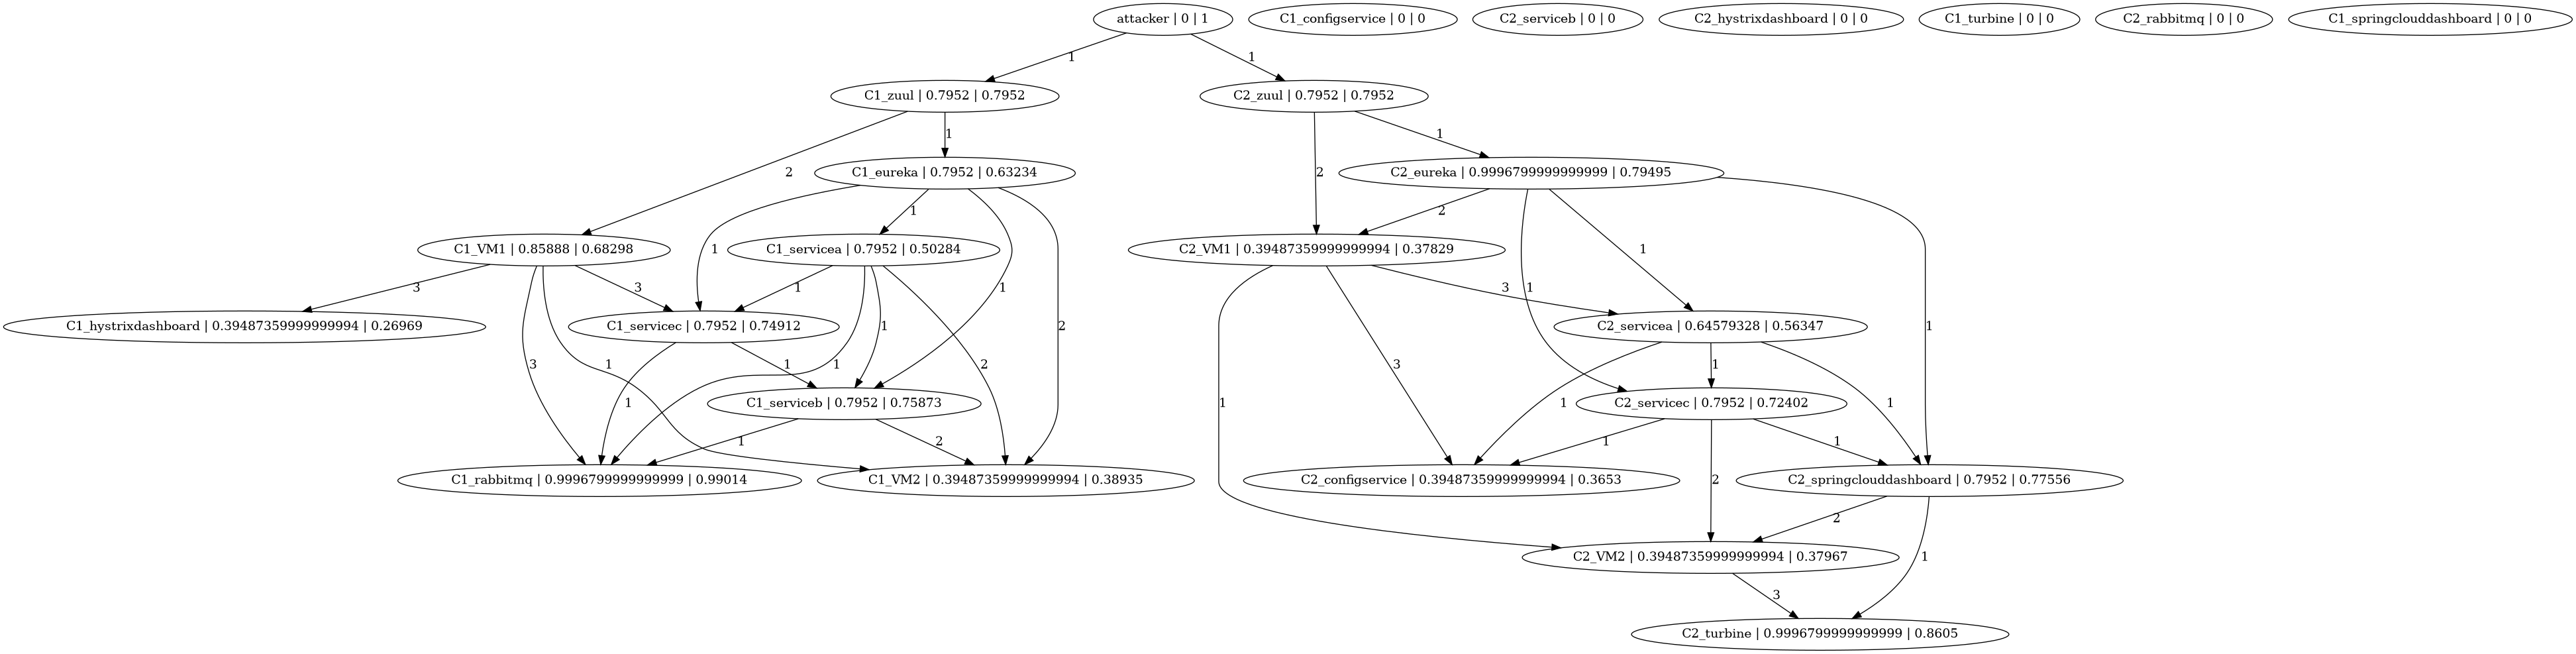 attacker | 0 | 1
C1_configservice | 0 | 0
C2_serviceb | 0 | 0
C2_hystrixdashboard | 0 | 0
C1_turbine | 0 | 0
C2_rabbitmq | 0 | 0
C1_springclouddashboard | 0 | 0
1
1
C1_zuul | 0.7952 | 0.7952
C2_zuul | 0.7952 | 0.7952
1
1
2
2
C1_eureka | 0.7952 | 0.63234
C2_eureka | 0.9996799999999999 | 0.79495
1
2
1
1
C1_VM1 | 0.85888 | 0.68298
C1_servicea | 0.7952 | 0.50284
C2_VM1 | 0.39487359999999994 | 0.37829
3
3
1
1
3
1
C1_hystrixdashboard | 0.39487359999999994 | 0.26969
C1_servicec | 0.7952 | 0.74912
2
C2_servicea | 0.64579328 | 0.56347
1
3
1
1
1
1
2
3
1
C1_serviceb | 0.7952 | 0.75873
1
1
1
C2_servicec | 0.7952 | 0.72402
1
1
2
1
1
C1_rabbitmq | 0.9996799999999999 | 0.99014
C1_VM2 | 0.39487359999999994 | 0.38935
C2_configservice | 0.39487359999999994 | 0.3653
2
C2_springclouddashboard | 0.7952 | 0.77556
2
C2_VM2 | 0.39487359999999994 | 0.37967
1
3
C2_turbine | 0.9996799999999999 | 0.8605